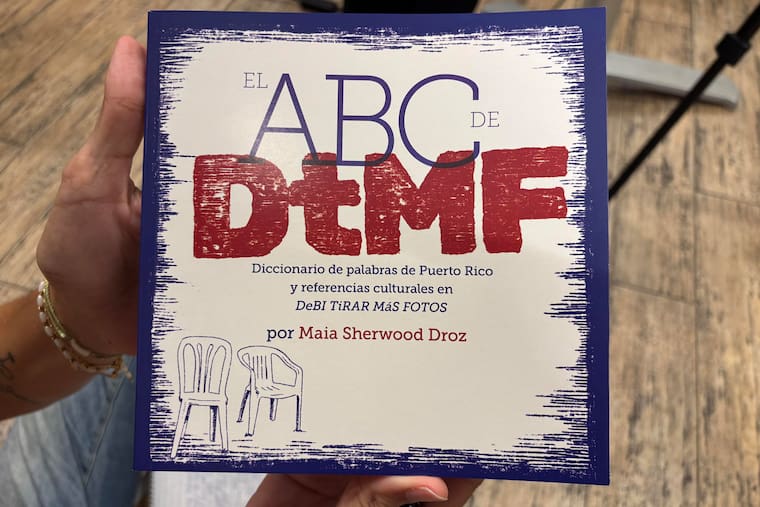 EL ABC DE
DtMF
Diccionario de palabras de Puerto Rico
y referencias culturales en
DeBI TiRAR MáS FOTOS
por Maia Sherwood Droz